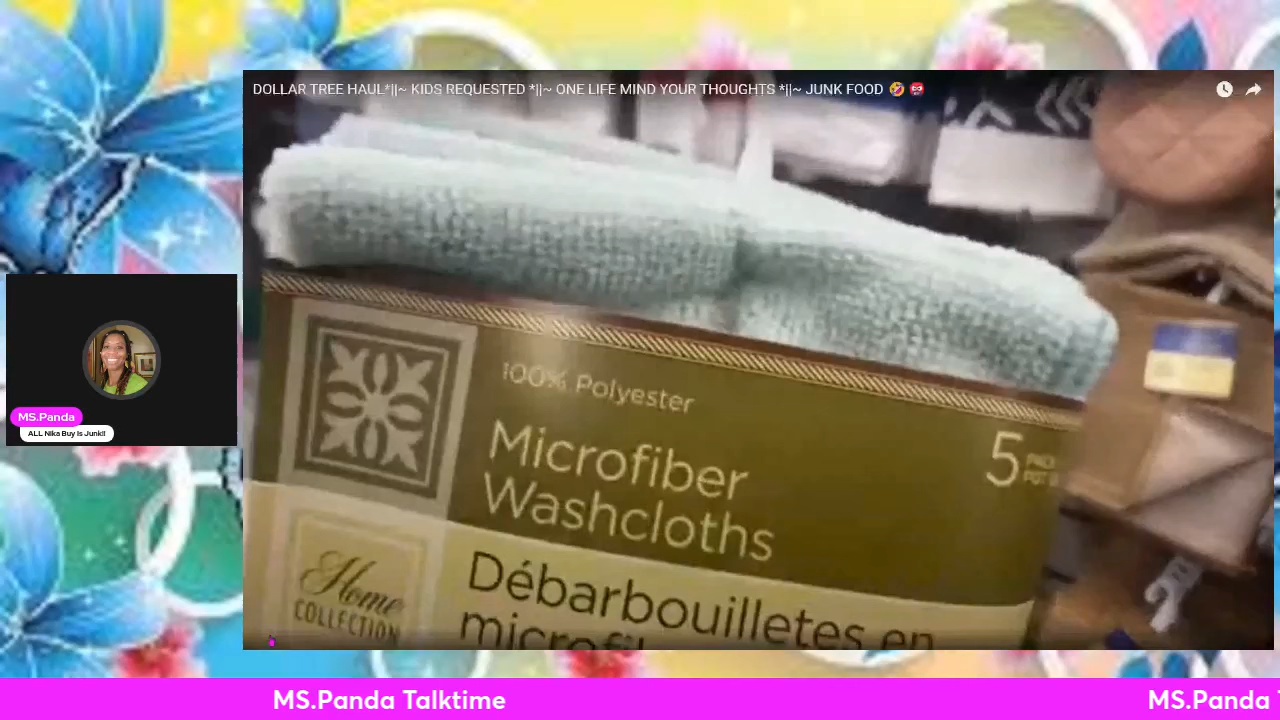 DOLLAR TREE HAUL*||~ KIDS REQUESTED *||~ ONE LIFE MIND YOUR THOUGHTS *||~ JUNK FOOD 🤣 👹
100% Polyester
Microfiber
Washcloths
5
Home
COLLECTION
Débarbouillettes en
MS.Panda
ALL Nika Buy Is Junk!!
MS.Panda Talktime
MS.Panda